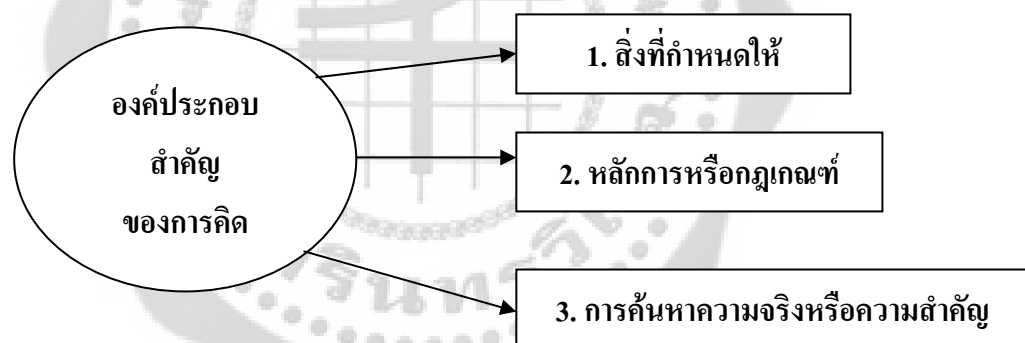 องค์ประกอบ
สำคัญ
ของการคิด
1. สิ่งที่กำหนดให้
2. หลักการหรือกฎเกณฑ์
3. การค้นหาความจริงหรือความสำคัญ